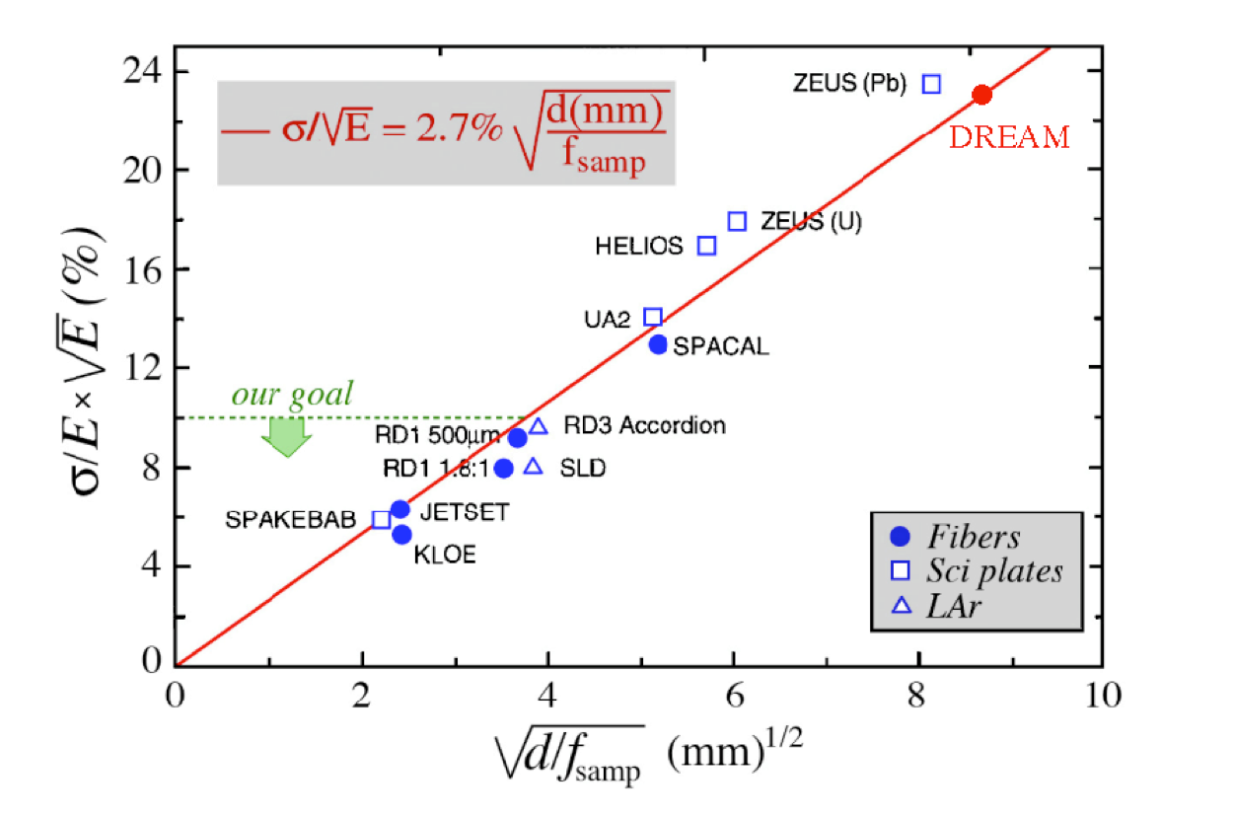 24
20
16
12
8
4
0
0 2 4 6 8 10
σ/E × √E (%)
√d/f_samp (mm)^1/2
— σ/√E = 2.7% √d(mm)/f_samp
ZEUS (Pb)
DREAM
ZEUS (U)
HELIOS
UA2
SPACAL
our goal
RD3 Accordion
RD1 500μm
RD1 1.8:1
SLD
SPAKEBAB
JETSET
KLOE
Fibers
Sci plates
LAr